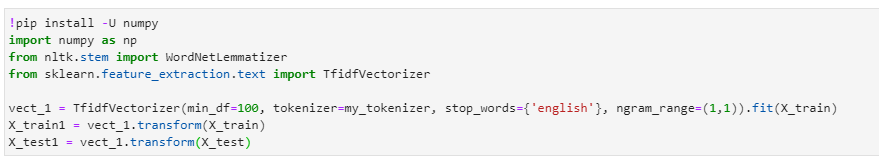 !pip install -U numpy
import numpy as np
from nltk.stem import WordNetLemmatizer
from sklearn.feature_extraction.text import TfidfVectorizer

vect_1 = TfidfVectorizer(min_df=100, tokenizer=my_tokenizer, stop_words={'english'}, ngram_range=(1,1)).fit(X_train)
X_train1 = vect_1.transform(X_train)
X_test1 = vect_1.transform(X_test)